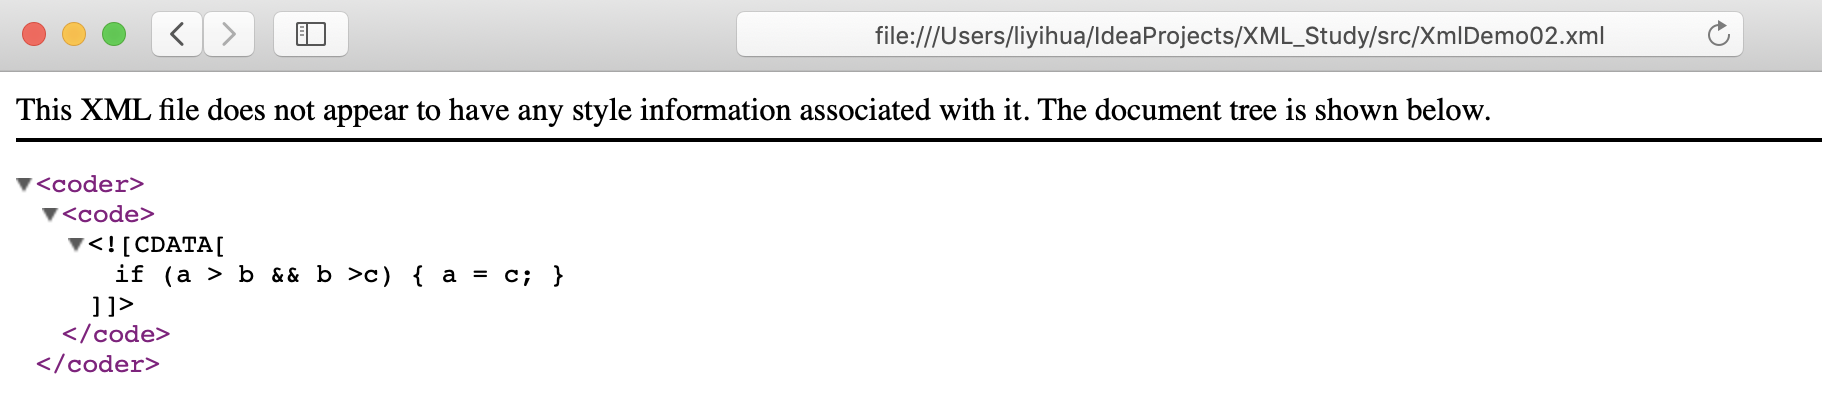 file:///Users/liyihua/IdeaProjects/XML_Study/src/XmlDemo02.xml
This XML file does not appear to have any style information associated with it. The document tree is shown below.
<coder>
<code>
<![CDATA[
if (a > b && b >c) { a = c; }
]]>
</code>
</coder>